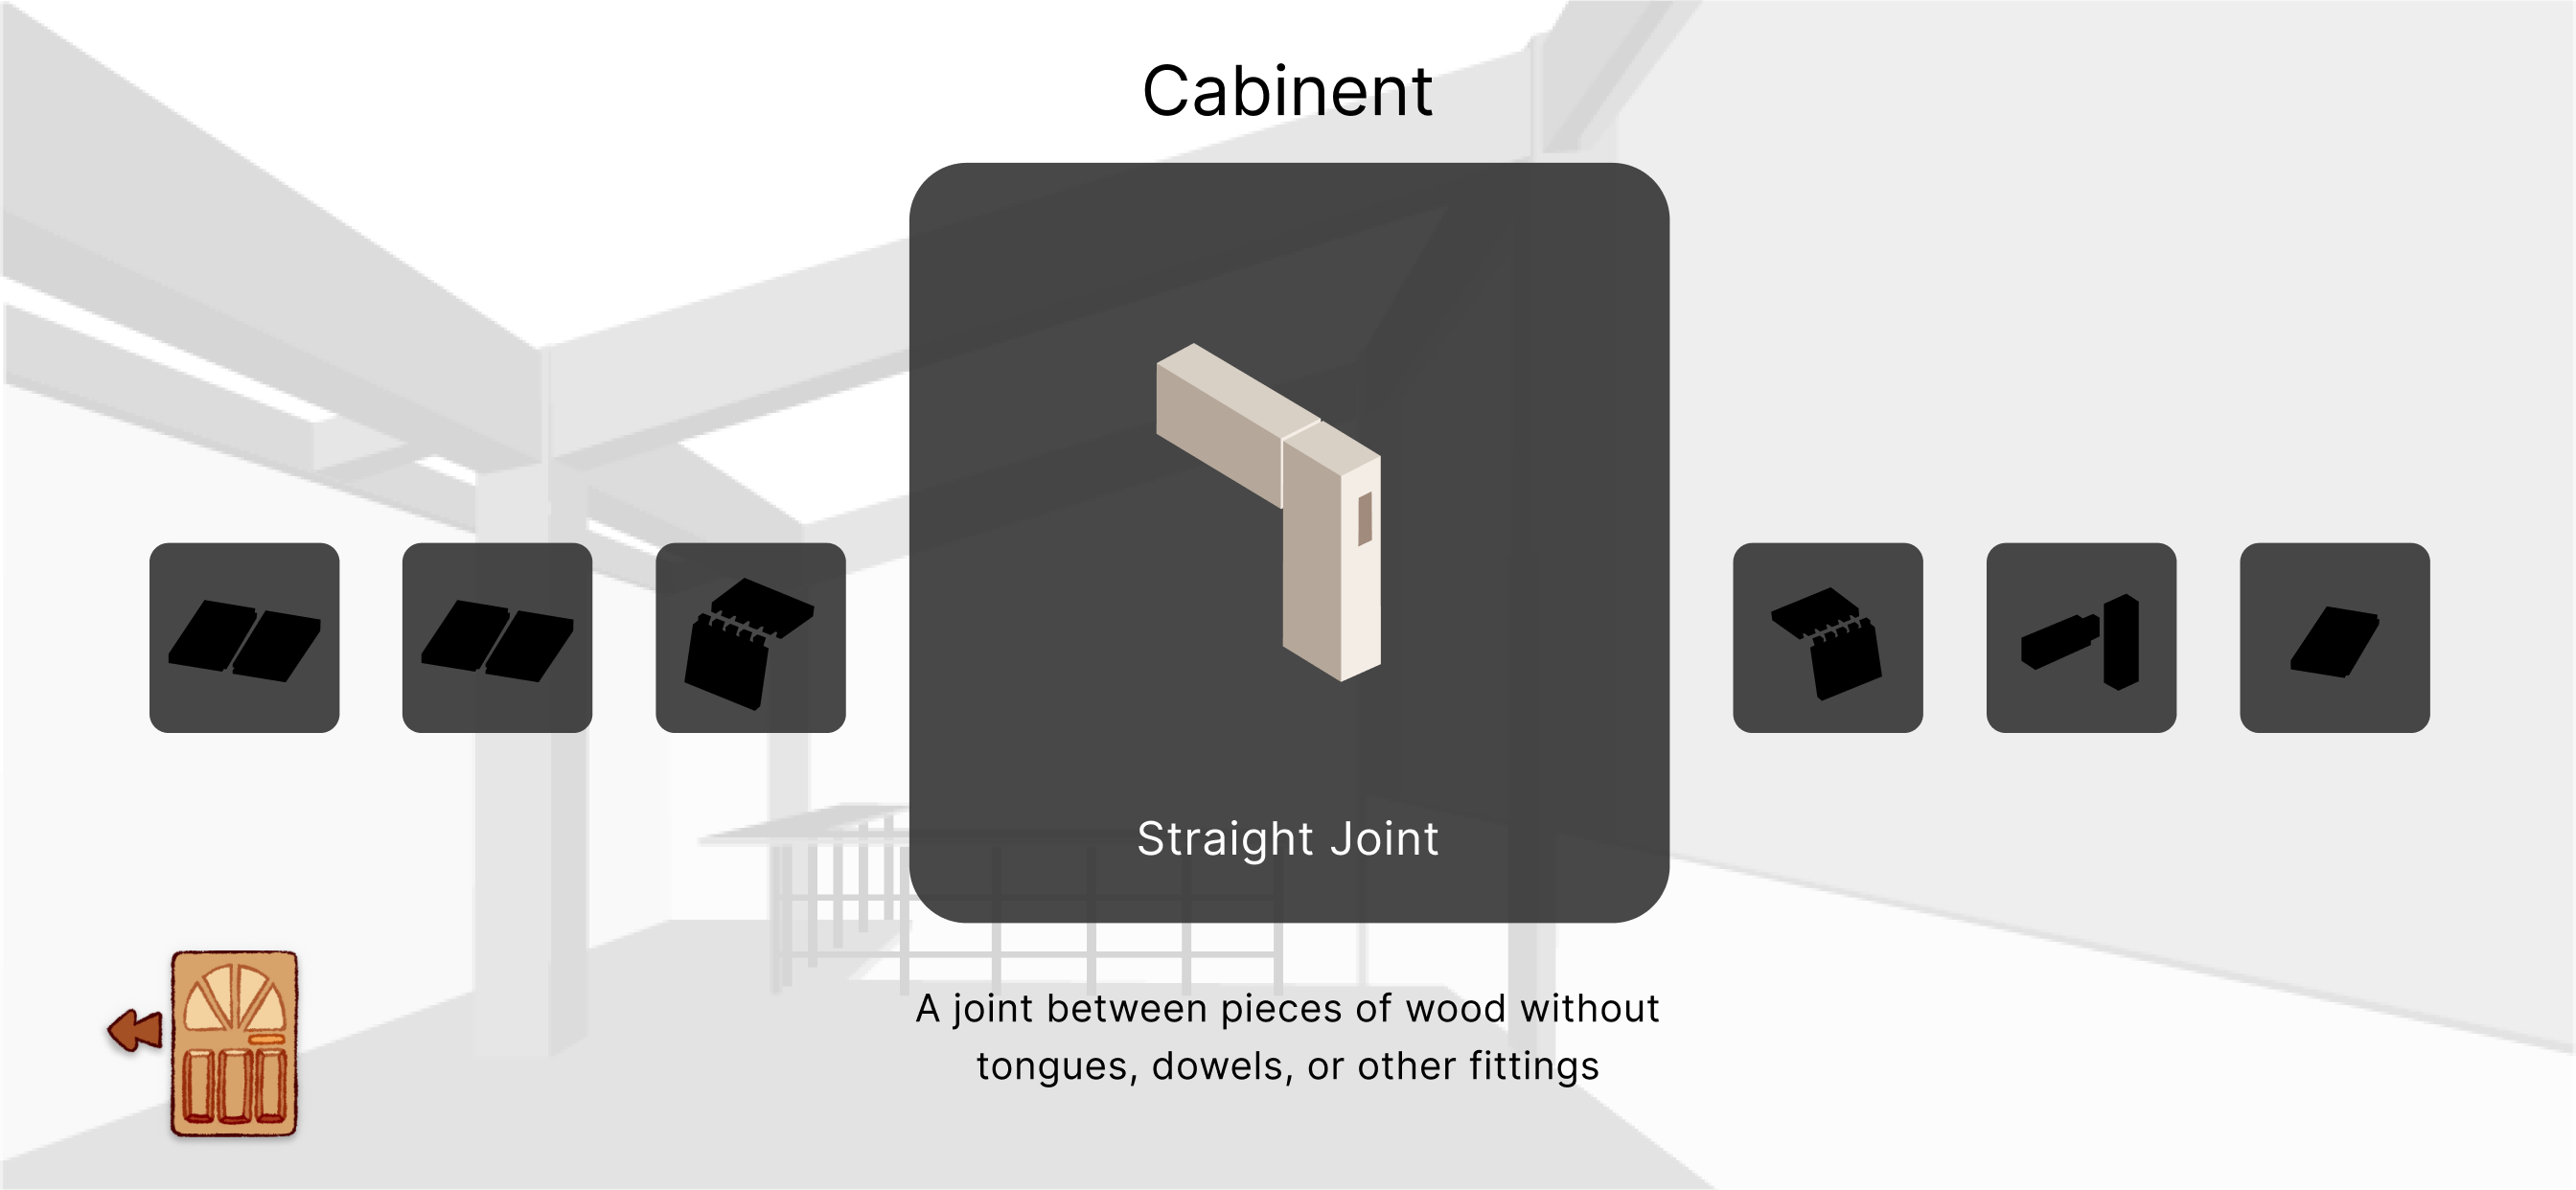 Cabinent
Straight Joint
A joint between pieces of wood without
tongues, dowels, or other fittings